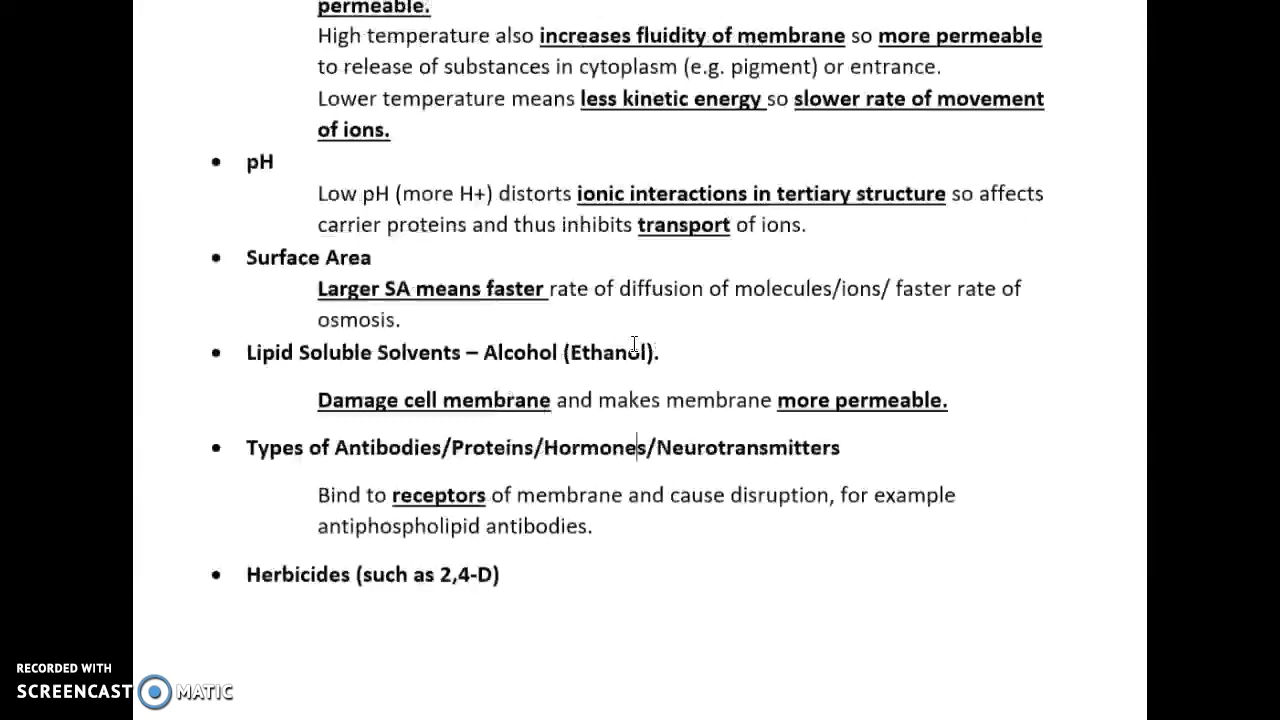 permeable.
High temperature also increases fluidity of membrane so more permeable
to release of substances in cytoplasm (e.g. pigment) or entrance.
Lower temperature means less kinetic energy so slower rate of movement
of ions.
• pH
Low pH (more H+) distorts ionic interactions in tertiary structure so affects
carrier proteins and thus inhibits transport of ions.
• Surface Area
Larger SA means faster rate of diffusion of molecules/ions/ faster rate of
osmosis.
• Lipid Soluble Solvents – Alcohol (Ethanol).
Damage cell membrane and makes membrane more permeable.
• Types of Antibodies/Proteins/Hormones/Neurotransmitters
Bind to receptors of membrane and cause disruption, for example
antiphospholipid antibodies.
• Herbicides (such as 2,4-D)
RECORDED WITH
SCREENCAST MATIC